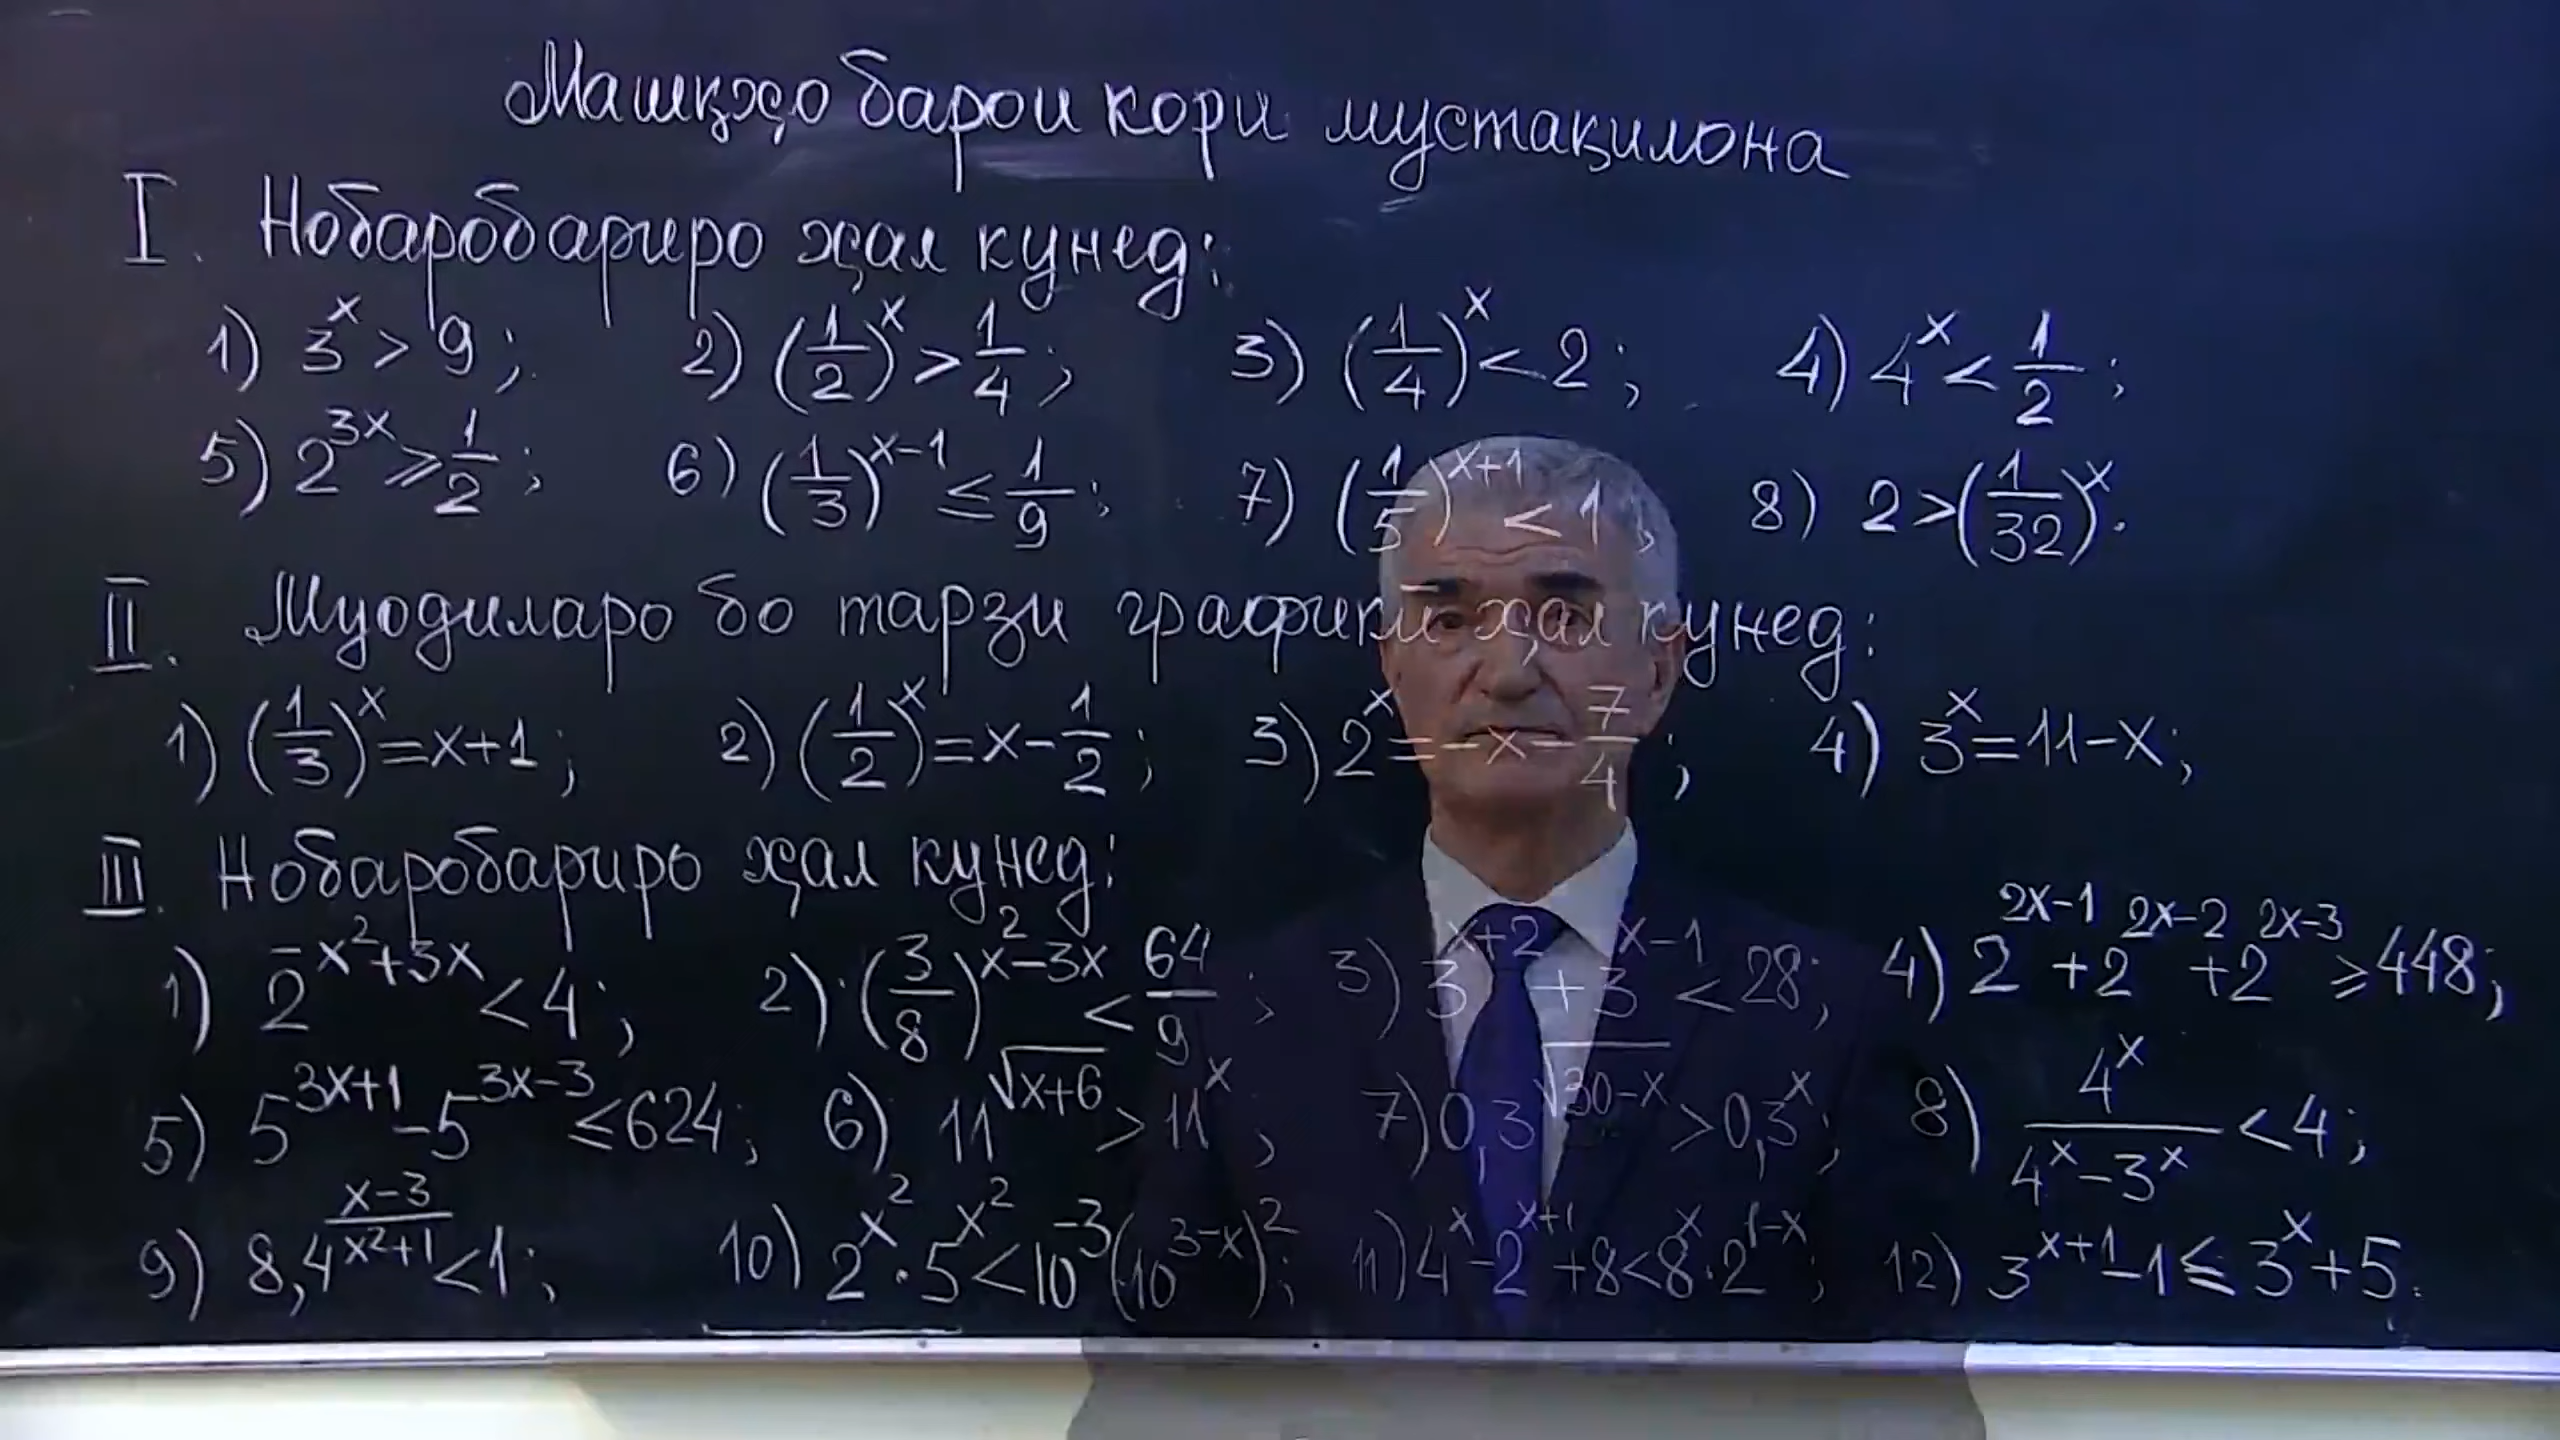 Машқҳо барои кори мустақилона
I. Нобаробариро ҳал кунед:
1) 3^x > 9; 2) (1/2)^x > 1/4; 3) (1/4)^x < 2; 4) 4^x < 1/2;
5) 2^{3x} ≥ 1/2; 6) (1/3)^{x-1} ≤ 1/9; 7) (1/5)^{x+1} < 1; 8) 2 > (1/32)^x.
II. Муодиларо бо тарзи графикӣ ҳал кунед:
1) (1/3)^x = x+1; 2) (1/2)^x = x - 1/2; 3) 2^x = -x - 7/4; 4) 3^x = 11-x;
III. Нобаробариро ҳал кунед:
1) 2^{-x^2+3x} < 4; 2) (3/8)^{x^2-3x} < 64/9; 3) 3^{x+2} + 3^{x-1} < 28; 4) 2^{2x-1} + 2^{2x-2} + 2^{2x-3} ≥ 448;
5) 5^{3x+1} - 5^{3x-3} ≤ 624; 6) 11^{√(x+6)} > 11^x; 7) 0,3^{√(30-x)} > 0,3^x; 8) 4^x/(4^x - 3^x) < 4;
9) 8,4^{(x-3)/(x^2+1)} < 1; 10) 2^{x^2} · 5^{x^2} < 10^{-3}(10^{3-x})^2; 11) 4^x - 2^{x+1} + 8 < 8^x · 2^{1-x}; 12) 3^{x+1} - 1 ≤ 3^x + 5.